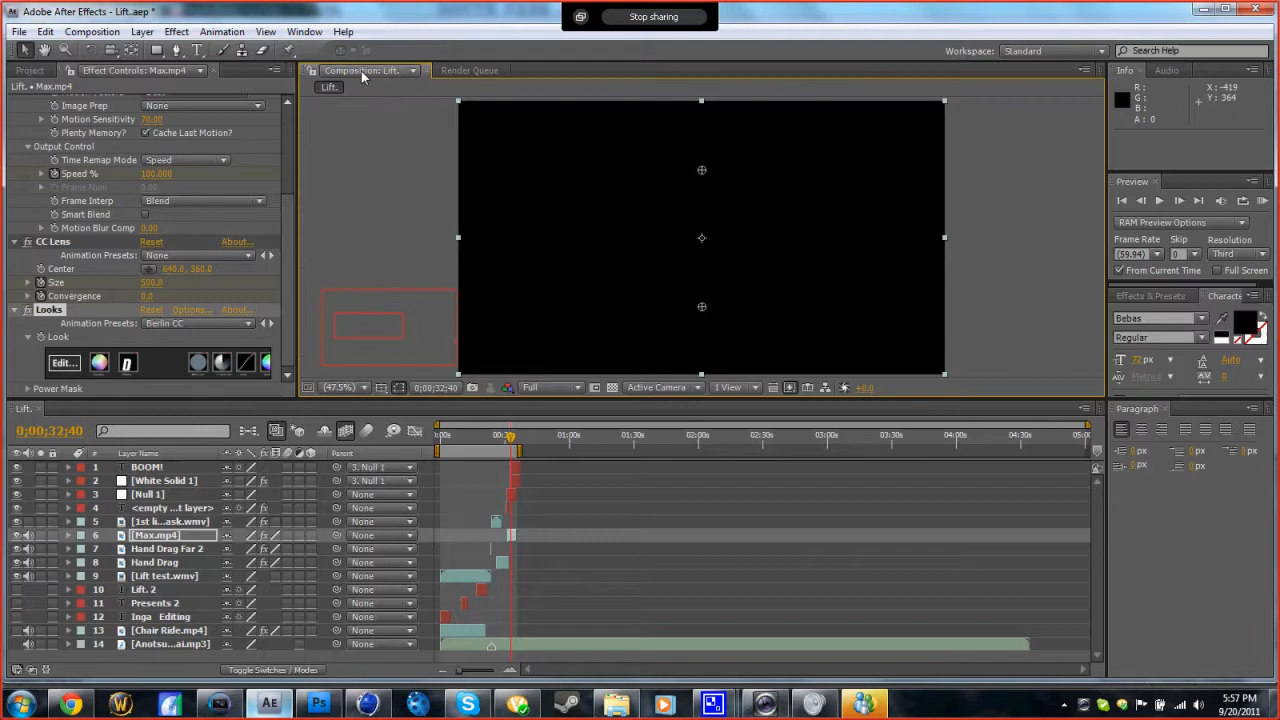 Adobe After Effects - Lift..aep *
Stop sharing
File Edit Composition Layer Effect Animation View Window Help
Workspace: Standard
Search Help
Project
Effect Controls: Max.mp4
Composition: Lift.
Render Queue
Info
Audio
Lift. • Max.mp4
Lift.
R :
G :
B :
A : 0
X : -419
Y : 364
Image Prep None
Motion Sensitivity 70.00
Plenty Memory? Cache Last Motion?
Output Control
Time Remap Mode Speed
Speed % 100.000
Frame Num 0.00
Frame Interp Blend
Smart Blend
Motion Blur Comp 0.00
CC Lens Reset About...
Animation Presets: None
Center 640.0, 360.0
Size 500.0
Convergence 0.0
Looks Reset Options... About...
Animation Presets: Berlin CC
Look
Edit...
Power Mask
Preview
RAM Preview Options
Frame Rate Skip Resolution
(59.94) 0 Third
From Current Time Full Screen
Effects & Presets
Character
Bebas
Regular
72 px Auto
Metrics 0
(47.5%) 0;00;32;40 Full Active Camera 1 View +0.0
Lift.
Paragraph
0;00;32;40
:00s 01:00s 01:30s 02:00s 02:30s 03:00s 03:30s 04:00s 04:30s 05:00s
# Layer Name Parent
1 BOOM! 3. Null 1
2 [White Solid 1] 3. Null 1
3 [Null 1] None
4 <empty ...t layer> None
5 [1st li...ask.wmv] None
6 [Max.mp4] None
7 Hand Drag Far 2 None
8 Hand Drag None
9 [Lift test.wmv] None
10 Lift. 2 None
11 Presents 2 None
12 Inga Editing None
13 [Chair Ride.mp4] None
14 [Anotsu...ai.mp3] None
0 px 0 px
0 px
0 px 0 px
Toggle Switches / Modes
Ae
Ps
5:57 PM
9/20/2011